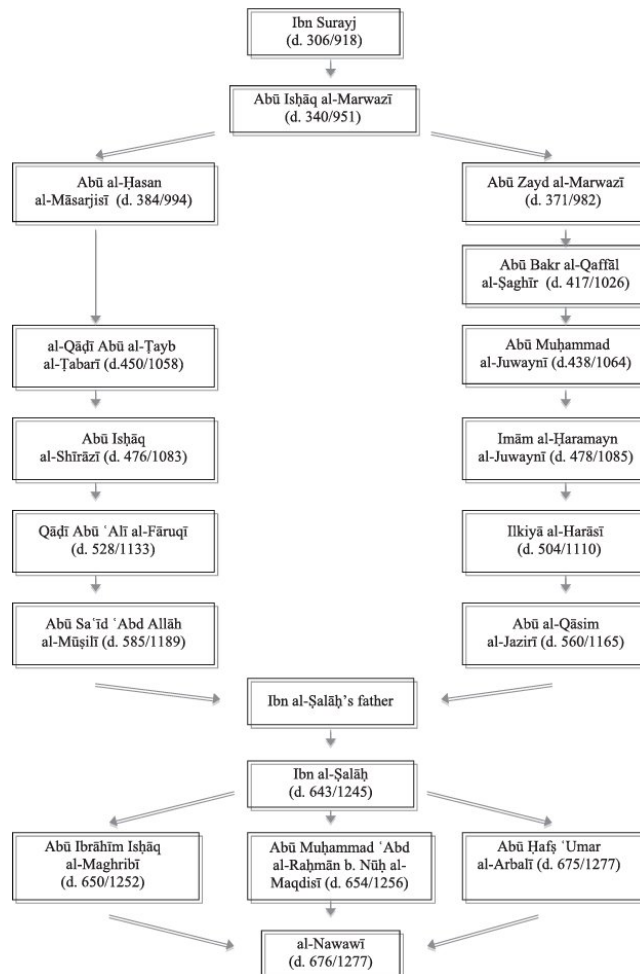 Ibn Surayj
(d. 306/918)
Abū Isḥāq al-Marwazī
(d. 340/951)
Abū al-Ḥasan
al-Māsarjisī (d. 384/994)
Abū Zayd al-Marwazī
(d. 371/982)
Abū Bakr al-Qaffāl
al-Ṣaghīr (d. 417/1026)
al-Qāḍī Abū al-Ṭayb
al-Ṭabarī (d.450/1058)
Abū Muḥammad
al-Juwaynī (d.438/1064)
Abū Isḥāq
al-Shīrāzī (d. 476/1083)
Imām al-Ḥaramayn
al-Juwaynī (d. 478/1085)
Qāḍī Abū ʿAlī al-Fāruqī
(d. 528/1133)
Ilkiyā al-Harāsī
(d. 504/1110)
Abū Saʿīd ʿAbd Allāh
al-Mūṣilī (d. 585/1189)
Abū al-Qāsim
al-Jazirī (d. 560/1165)
Ibn al-Ṣalāḥ’s father
Ibn al-Ṣalāḥ
(d. 643/1245)
Abū Ibrāhīm Isḥāq
al-Maghribī
(d. 650/1252)
Abū Muḥammad ʿAbd
al-Raḥmān b. Nūḥ al-
Maqdisī (d. 654/1256)
Abū Ḥafṣ ʿUmar
al-Arbalī (d. 675/1277)
al-Nawawī
(d. 676/1277)